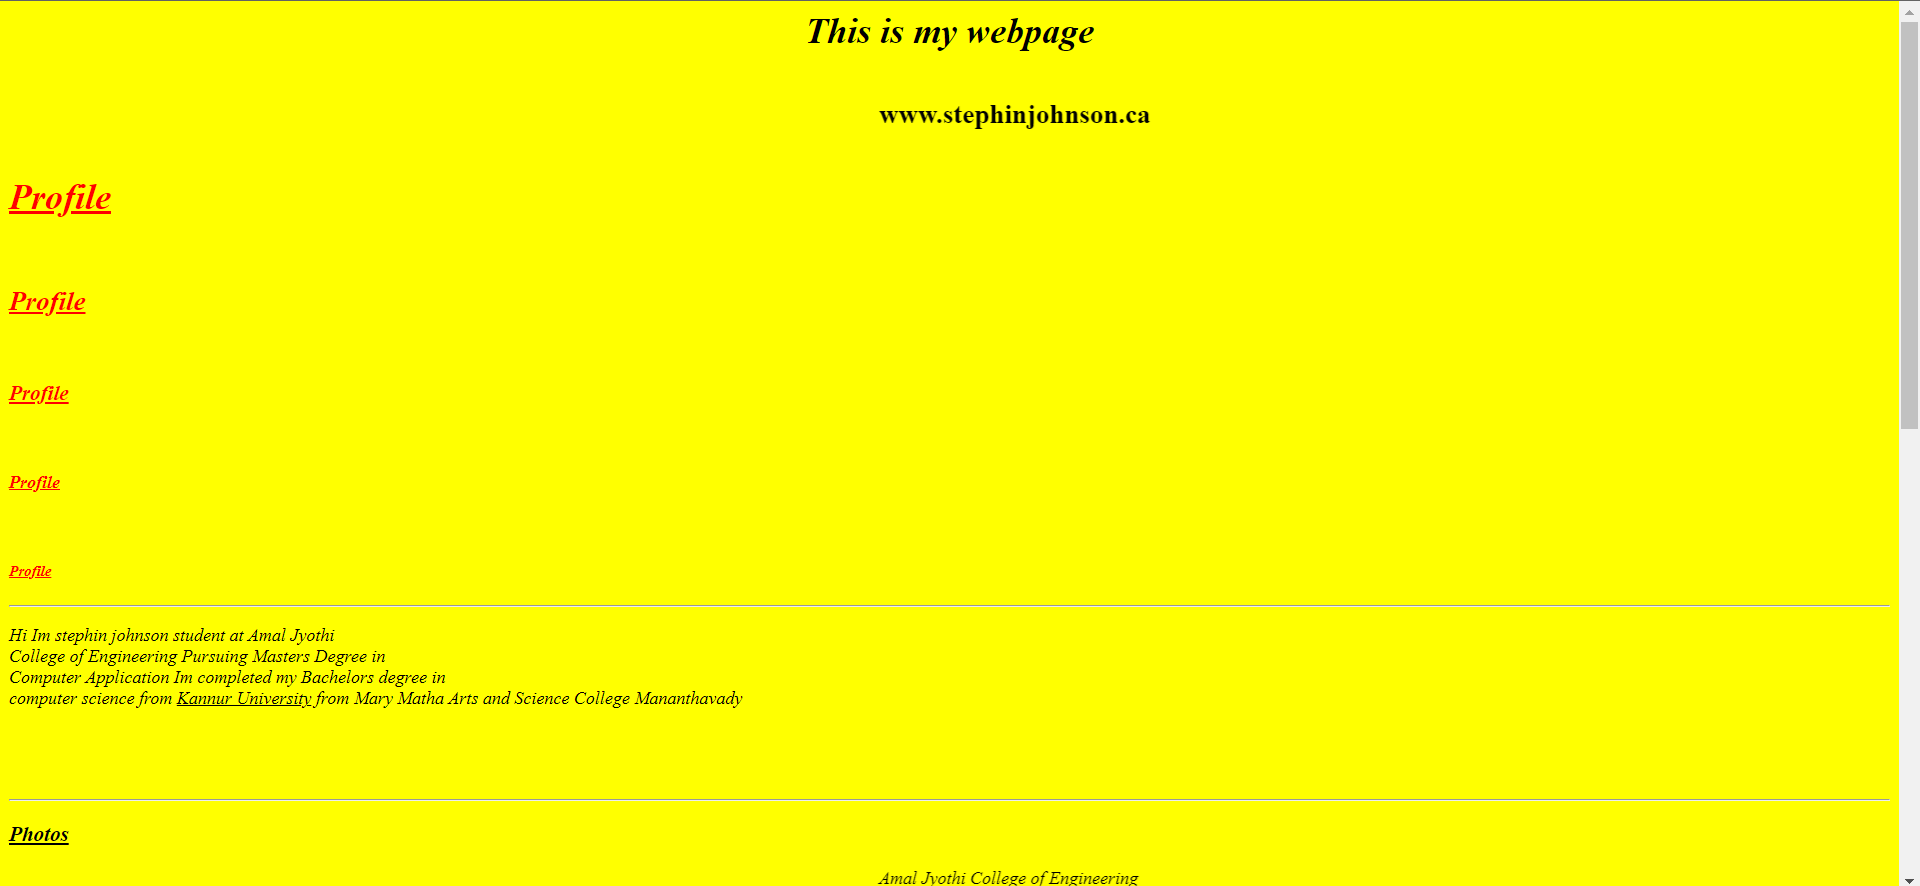 This is my webpage
www.stephinjohnson.ca
Profile
Profile
Profile
Profile
Profile
Hi Im stephin johnson student at Amal Jyothi
College of Engineering Pursuing Masters Degree in
Computer Application Im completed my Bachelors degree in
computer science from Kannur University from Mary Matha Arts and Science College Mananthavady
Photos
Amal Jyothi College of Engineering